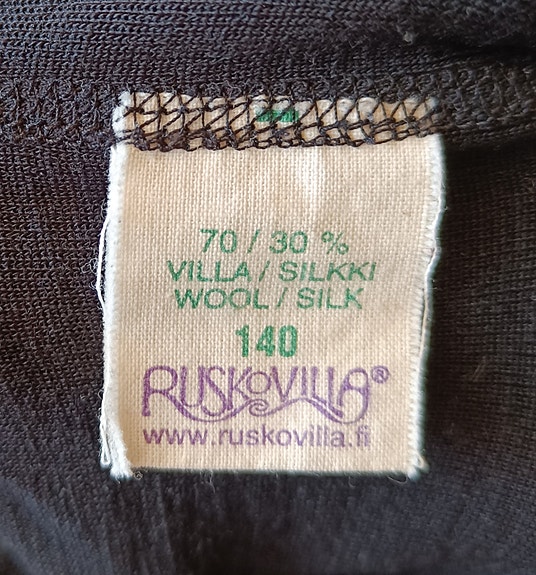 70 / 30 %
VILLA / SILKKI
WOOL / SILK
140
RUSKOVILLA®
www.ruskovilla.fi